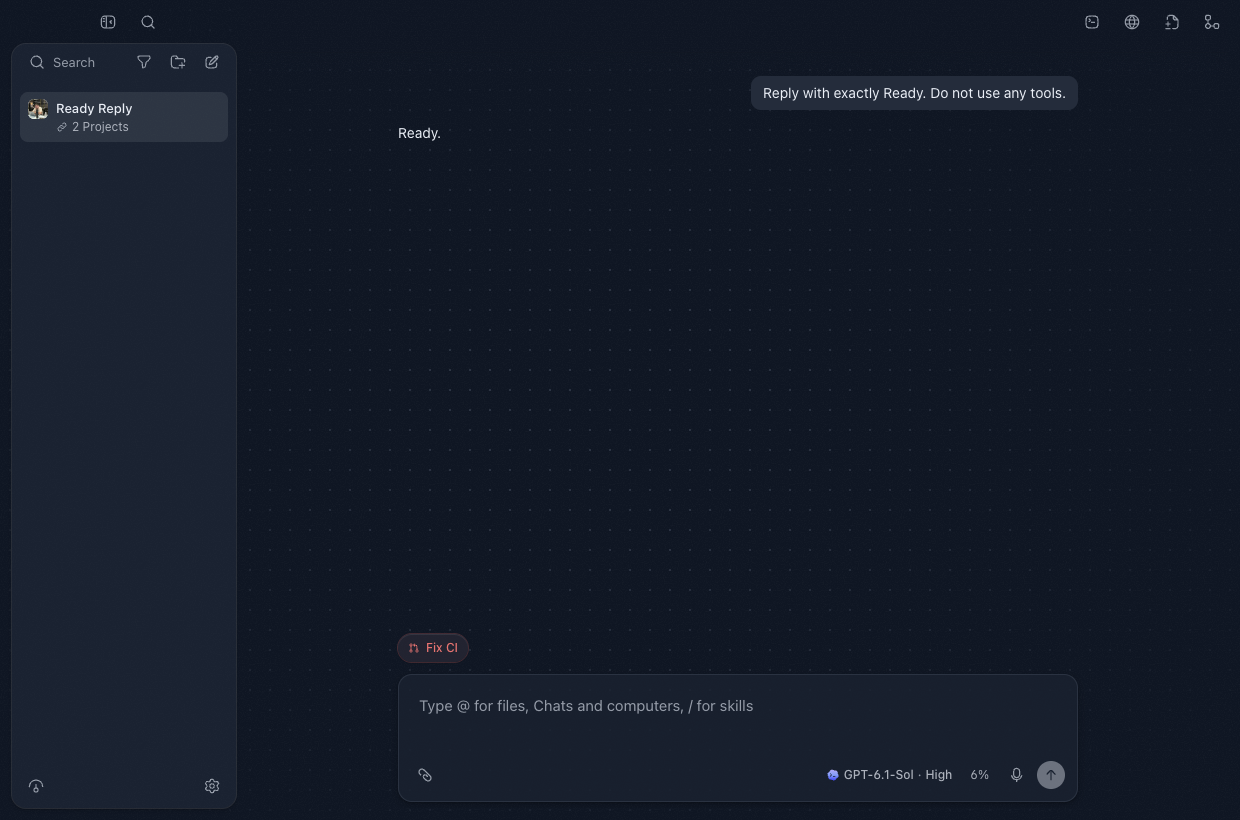 Search
Ready Reply
2 Projects
Reply with exactly Ready. Do not use any tools.
Ready.
Fix CI
Type @ for files, Chats and computers, / for skills
GPT-6.1-Sol · High 6%